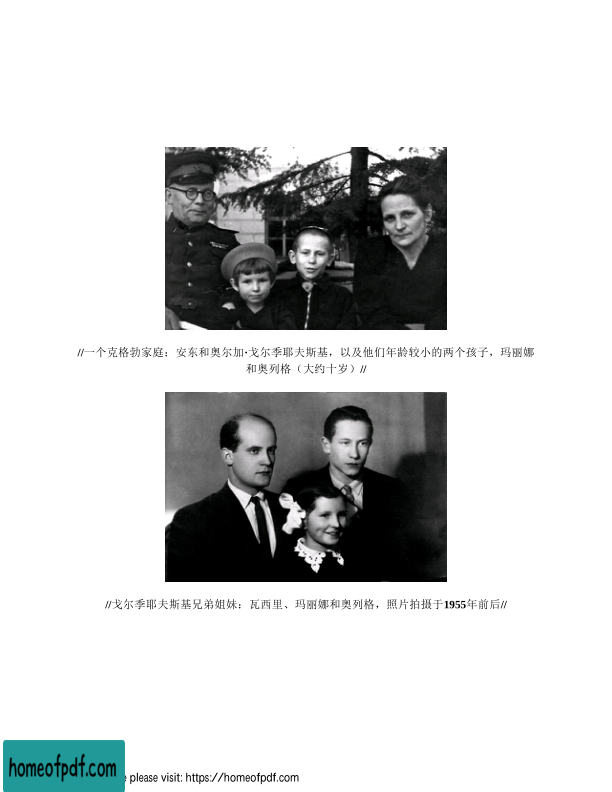 //一个克格勃家庭：安东和奥尔加·戈尔季耶夫斯基，以及他们年龄较小的两个孩子，玛丽娜
和奥列格（大约十岁）//
//戈尔季耶夫斯基兄弟姐妹：瓦西里、玛丽娜和奥列格，照片拍摄于1955年前后//
homeofpdf.com
e please visit: https://homeofpdf.com